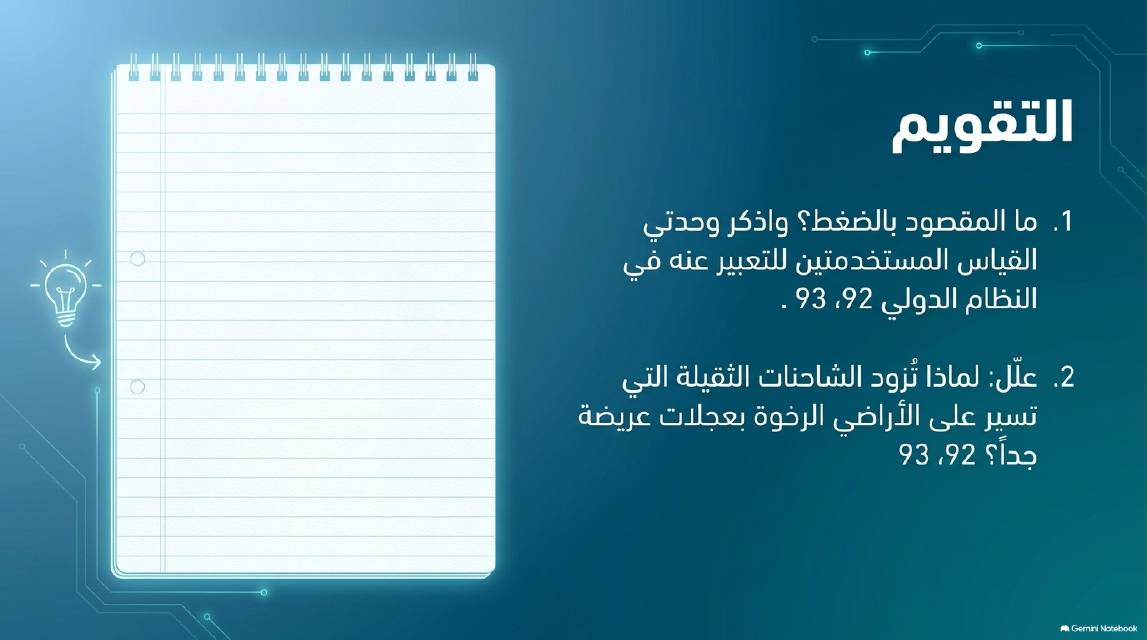 التقويم
1. ما المقصود بالضغط؟ واذكر وحدتي
القياس المستخدمتين للتعبير عنه في
النظام الدولي 92، 93 .
2. علّل: لماذا تُزود الشاحنات الثقيلة التي
تسير على الأراضي الرخوة بعجلات عريضة
جداً؟ 92، 93
Gemini Notebook